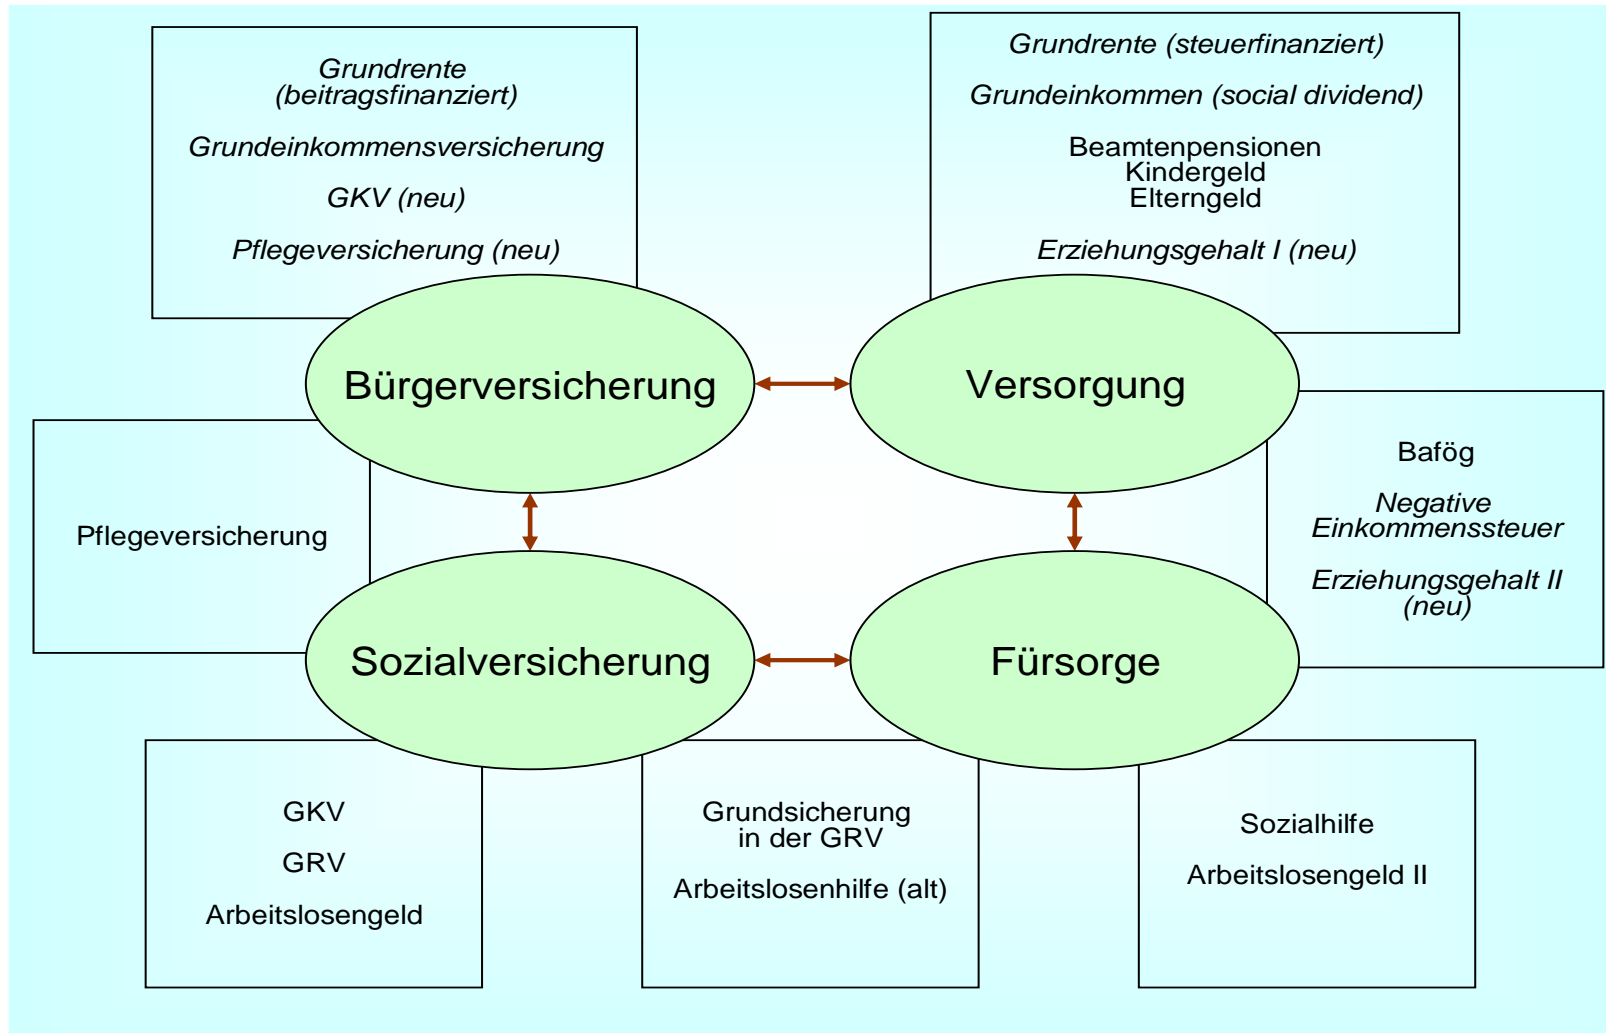 Grundrente
(beitragsfinanziert)
Grundeinkommensversicherung
GKV (neu)
Pflegeversicherung (neu)
Grundrente (steuerfinanziert)
Grundeinkommen (social dividend)
Beamtenpensionen
Kindergeld
Elterngeld
Erziehungsgehalt I (neu)
Bürgerversicherung
Versorgung
Pflegeversicherung
Bafög
Negative
Einkommenssteuer
Erziehungsgehalt II
(neu)
Sozialversicherung
Fürsorge
GKV
GRV
Arbeitslosengeld
Grundsicherung
in der GRV
Arbeitslosenhilfe (alt)
Sozialhilfe
Arbeitslosengeld II